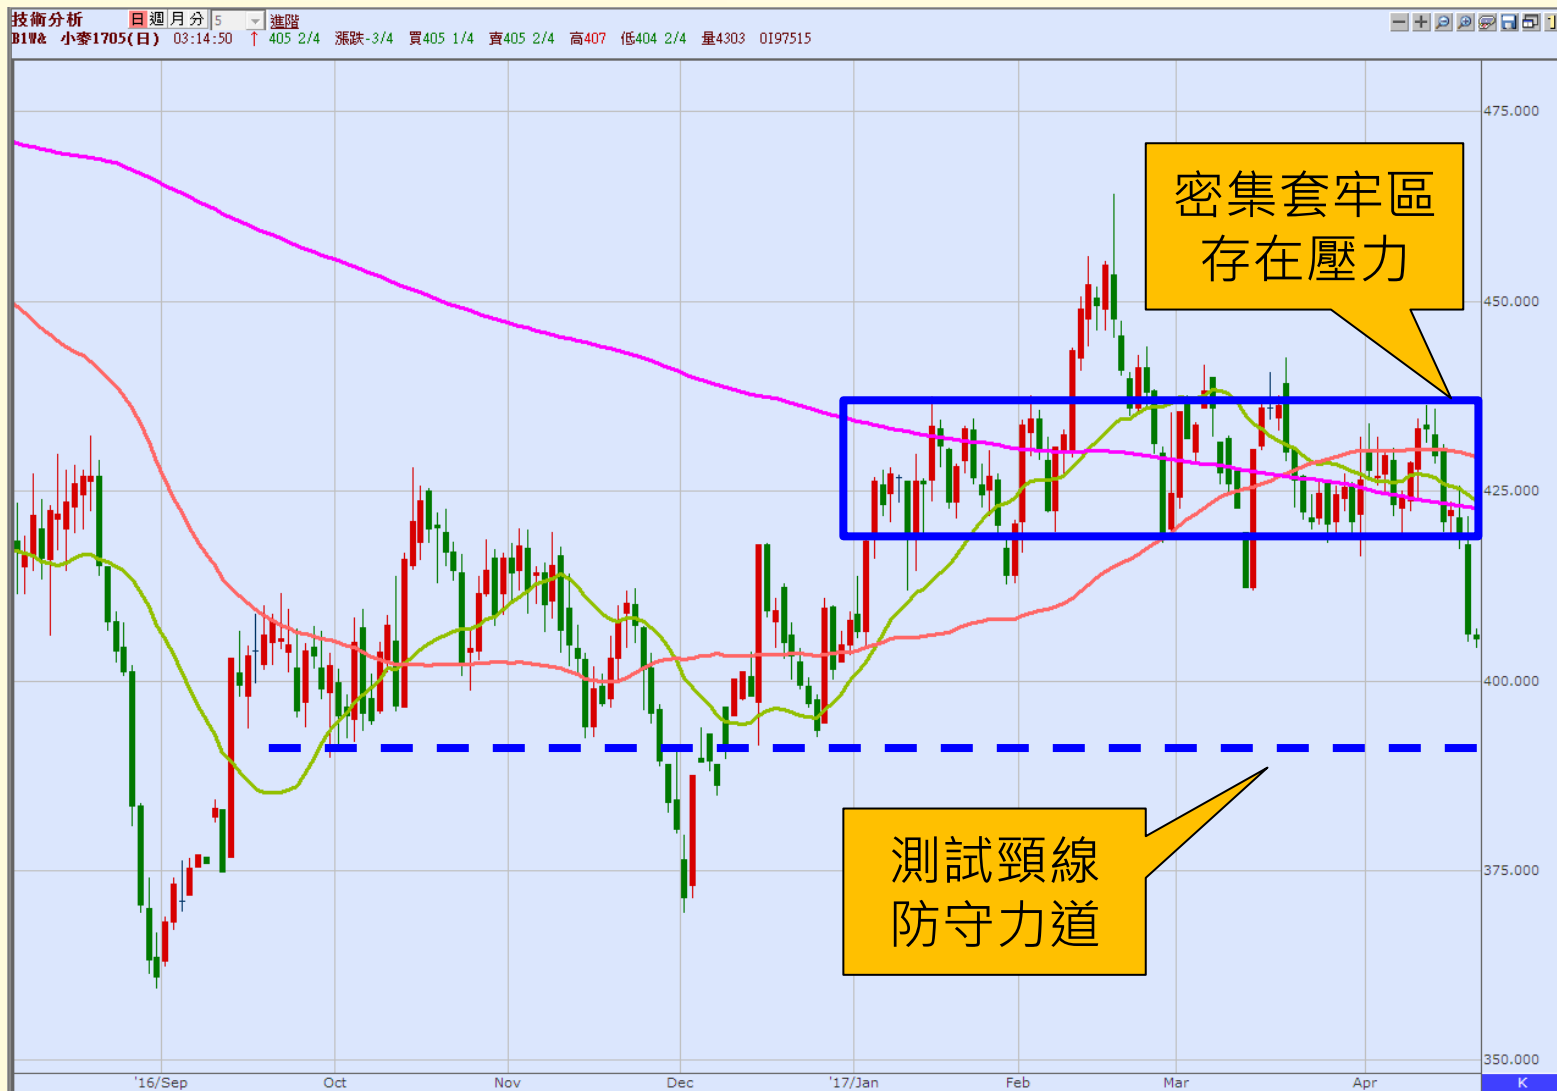 技術分析 日 週 月 分 5 進階
B1W& 小麥1705(日) 03:14:50 ↑ 405 2/4 漲跌-3/4 買405 1/4 賣405 2/4 高407 低404 2/4 量4303 OI97515
475.000
密集套牢區
存在壓力
450.000
425.000
400.000
測試頸線
防守力道
375.000
350.000
'16/Sep Oct Nov Dec '17/Jan Feb Mar Apr K